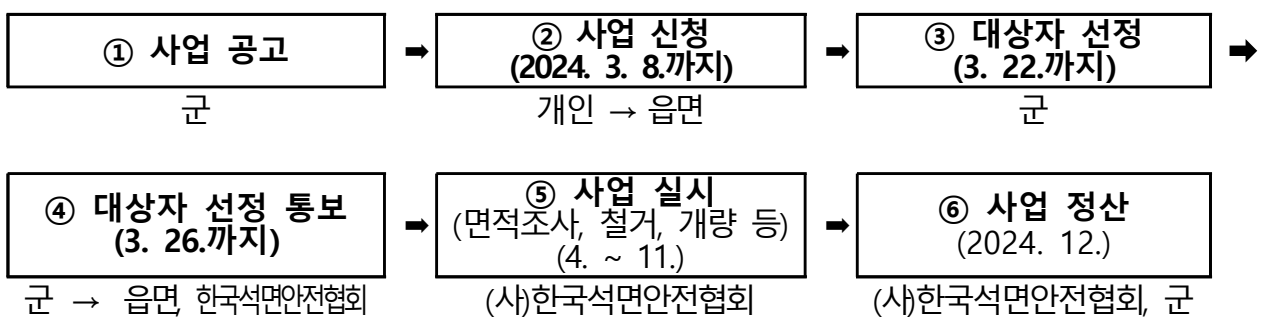 ① 사업 공고 ➡ ② 사업 신청 (2024. 3. 8.까지) ➡ ③ 대상자 선정 (3. 22.까지) ➡
군
개인 → 읍면
군
④ 대상자 선정 통보
(3. 26.까지)
➡
⑤ 사업 실시
(면적조사, 철거, 개량 등)
(4. ~ 11.)
➡
⑥ 사업 정산
(2024. 12.)
군 → 읍면, 한국석면안전협회
(사)한국석면안전협회
(사)한국석면안전협회, 군